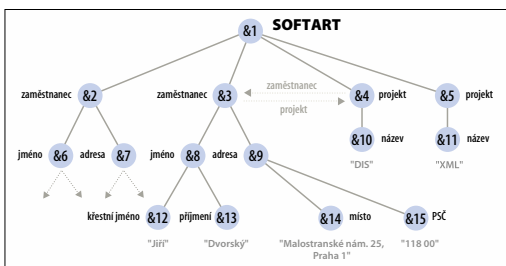 &1 SOFTART
zaměstnanec &2 zaměstnanec &3 zaměstnanec &4 projekt &5 projekt
projekt
&10 název &11 název
jméno &6 adresa &7 jméno &8 adresa &9
"DIS" "XML"
křestní jméno &12 příjmení &13 &14 místo &15 PSČ
"Jiří" "Dvorský" "Malostranské nám. 25, "118 00"
Praha 1"